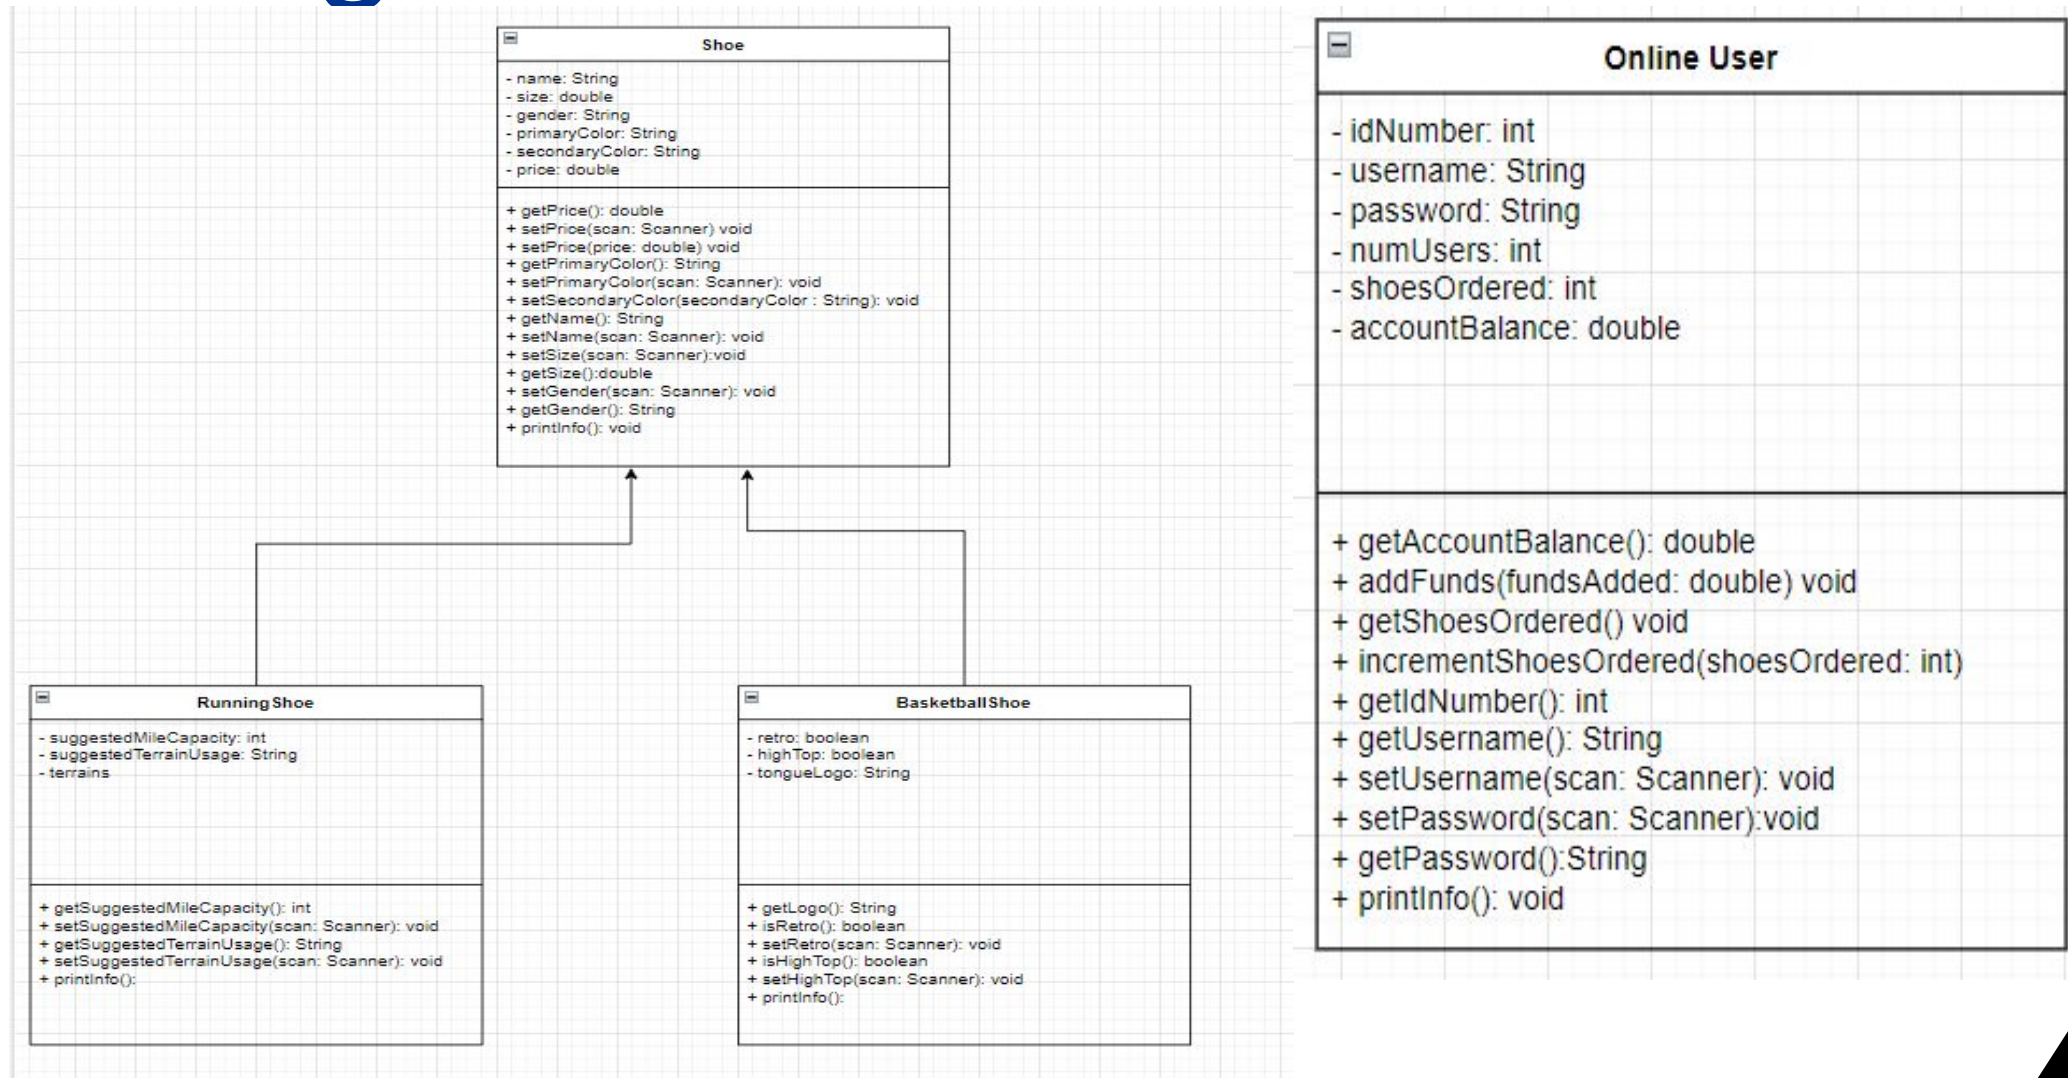 Shoe
- name: String
- size: double
- gender: String
- primaryColor: String
- secondaryColor: String
- price: double
+ getPrice(): double
+ setPrice(scan: Scanner) void
+ setPrice(price: double) void
+ getPrimaryColor(): String
+ setPrimaryColor(scan: Scanner): void
+ setSecondaryColor(secondaryColor : String): void
+ getName(): String
+ setName(scan: Scanner): void
+ setSize(scan: Scanner):void
+ getSize():double
+ setGender(scan: Scanner): void
+ getGender(): String
+ printInfo(): void
RunningShoe
- suggestedMileCapacity: int
- suggestedTerrainUsage: String
- terrains
+ getSuggestedMileCapacity(): int
+ setSuggestedMileCapacity(scan: Scanner): void
+ getSuggestedTerrainUsage(): String
+ setSuggestedTerrainUsage(scan: Scanner): void
+ printInfo():
BasketballShoe
- retro: boolean
- highTop: boolean
- tongueLogo: String
+ getLogo(): String
+ isRetro(): boolean
+ setRetro(scan: Scanner): void
+ isHighTop(): boolean
+ setHighTop(scan: Scanner): void
+ printInfo():
Online User
- idNumber: int
- username: String
- password: String
- numUsers: int
- shoesOrdered: int
- accountBalance: double
+ getAccountBalance(): double
+ addFunds(fundsAdded: double) void
+ getShoesOrdered() void
+ incrementShoesOrdered(shoesOrdered: int)
+ getIdNumber(): int
+ getUsername(): String
+ setUsername(scan: Scanner): void
+ setPassword(scan: Scanner):void
+ getPassword():String
+ printInfo(): void